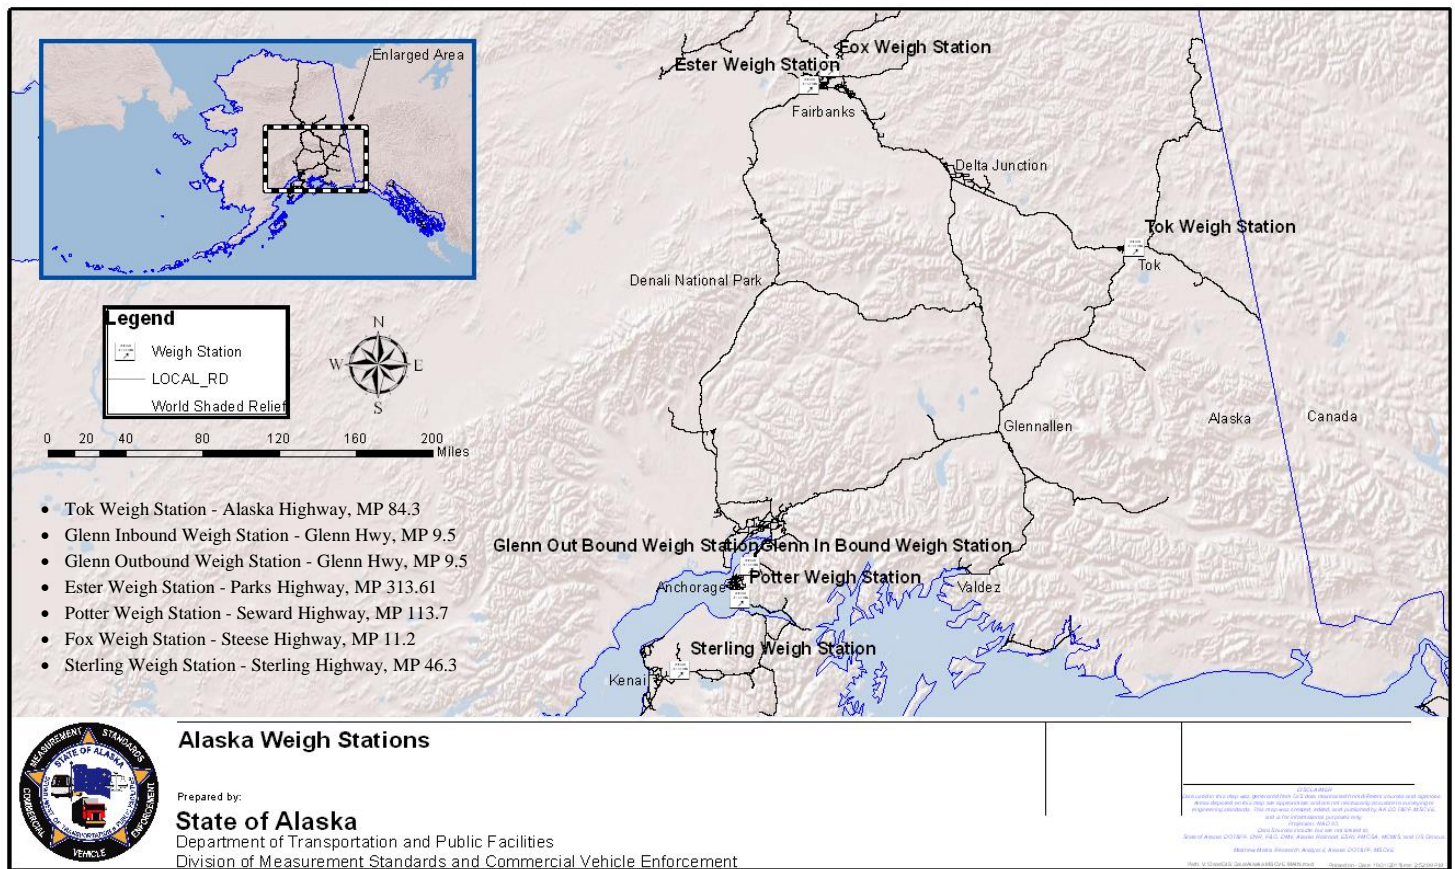 Enlarged Area
Fox Weigh Station
Ester Weigh Station
Fairbanks
Delta Junction
Tok Weigh Station
Tok
Denali National Park
Legend
Weigh Station
LOCAL_RD
World Shaded Relief
N
W E
S
0 20 40 80 120 160 200
Miles
Glennallen
Alaska
Canada
Tok Weigh Station - Alaska Highway, MP 84.3
Glenn Inbound Weigh Station - Glenn Hwy, MP 9.5
Glenn Outbound Weigh Station - Glenn Hwy, MP 9.5
Ester Weigh Station - Parks Highway, MP 313.61
Potter Weigh Station - Seward Highway, MP 113.7
Fox Weigh Station - Steese Highway, MP 11.2
Sterling Weigh Station - Sterling Highway, MP 46.3
Glenn Out Bound Weigh Station
Glenn In Bound Weigh Station
Potter Weigh Station
Anchorage
Valdez
Sterling Weigh Station
Kenai
MEASUREMENT STANDARDS
COMMERCIAL VEHICLE ENFORCEMENT
STATE OF ALASKA
Alaska Weigh Stations
Prepared by:
State of Alaska
Department of Transportation and Public Facilities
Division of Measurement Standards and Commercial Vehicle Enforcement
DISCLAIMER